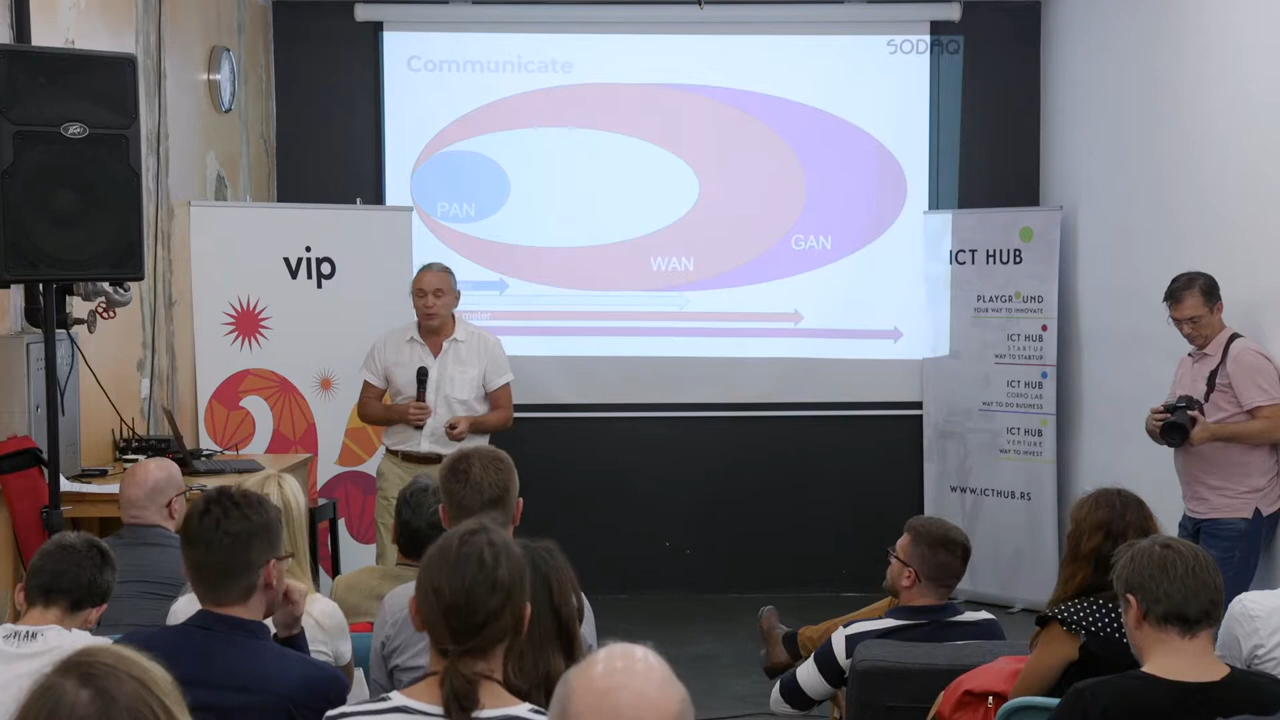 Communicate
SODAQ
PAN
WAN
GAN
meter
PEAVEY
vip
ICT HUB
PLAYGROUND
YOUR WAY TO INNOVATE
ICT HUB
STARTUP
WAY TO STARTUP
ICT HUB
CORPO LAB
WAY TO DO BUSINESS
ICT HUB
VENTURE
WAY TO INVEST
WWW.ICTHUB.RS